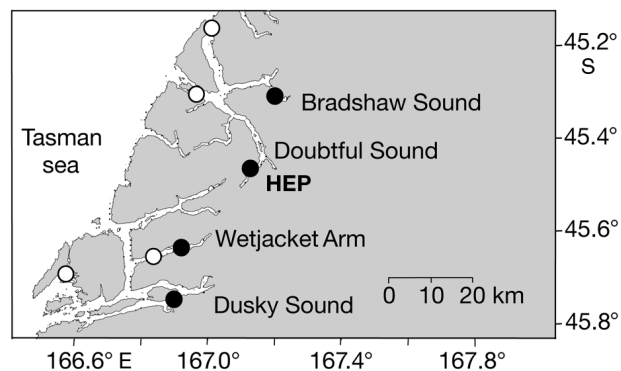 45.2°
S
Bradshaw Sound
Tasman
sea
45.4°
Doubtful Sound
HEP
45.6°
Wetjacket Arm
0 10 20 km
Dusky Sound
45.8°
166.6° E 167.0° 167.4° 167.8°